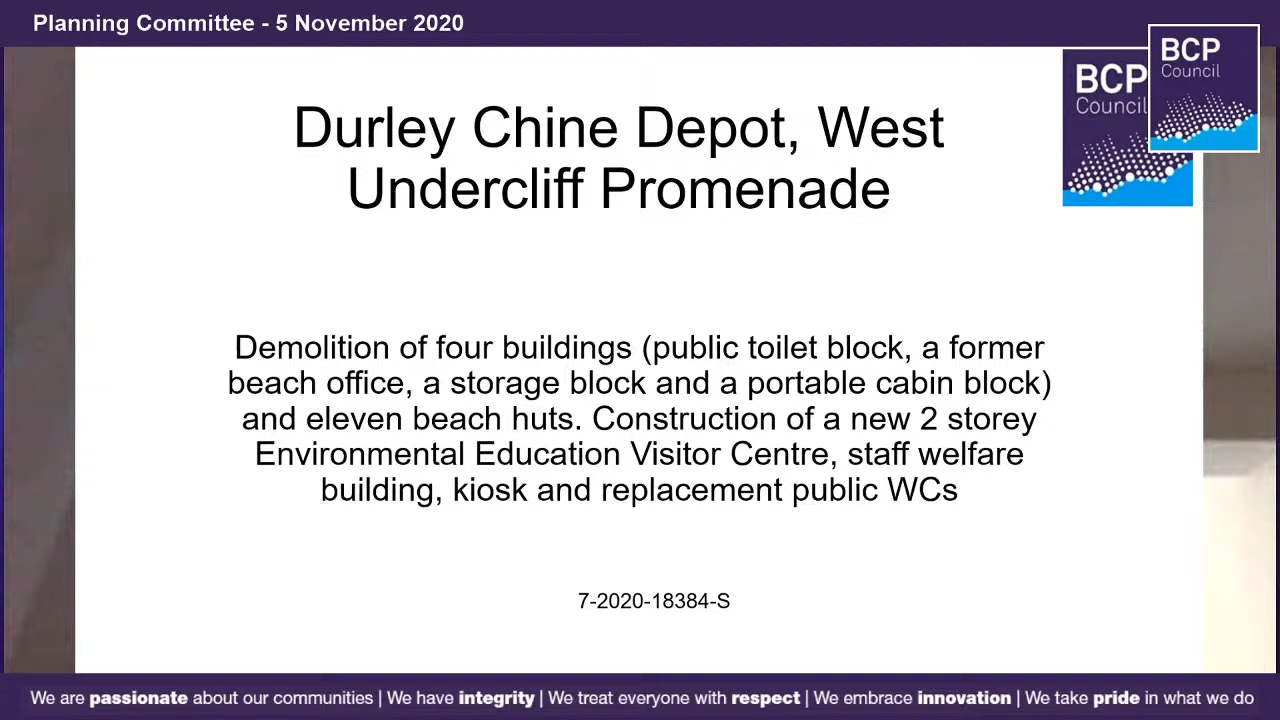 Planning Committee - 5 November 2020
BCP
Council
BCP
Council
Durley Chine Depot, West
Undercliff Promenade
Demolition of four buildings (public toilet block, a former
beach office, a storage block and a portable cabin block)
and eleven beach huts. Construction of a new 2 storey
Environmental Education Visitor Centre, staff welfare
building, kiosk and replacement public WCs
7-2020-18384-S
We are passionate about our communities | We have integrity | We treat everyone with respect | We embrace innovation | We take pride in what we do